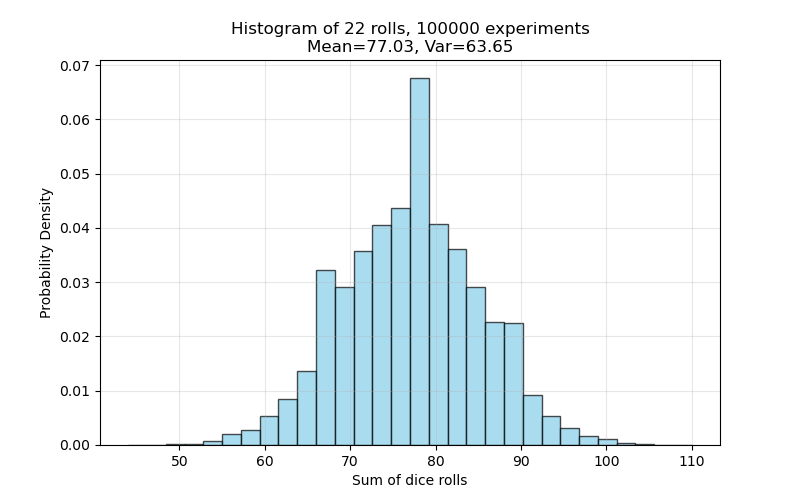 Histogram of 22 rolls, 100000 experiments
Mean=77.03, Var=63.65
0.07
0.06
0.05
0.04
0.03
0.02
0.01
0.00
Probability Density
50 60 70 80 90 100 110
Sum of dice rolls